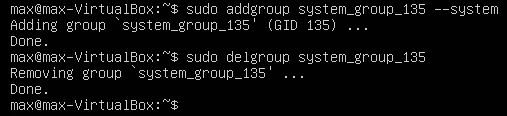 max@max-VirtualBox:~$ sudo addgroup system_group_135 --system
Adding group `system_group_135' (GID 135) ...
Done.
max@max-VirtualBox:~$ sudo delgroup system_group_135
Removing group `system_group_135' ...
Done.
max@max-VirtualBox:~$